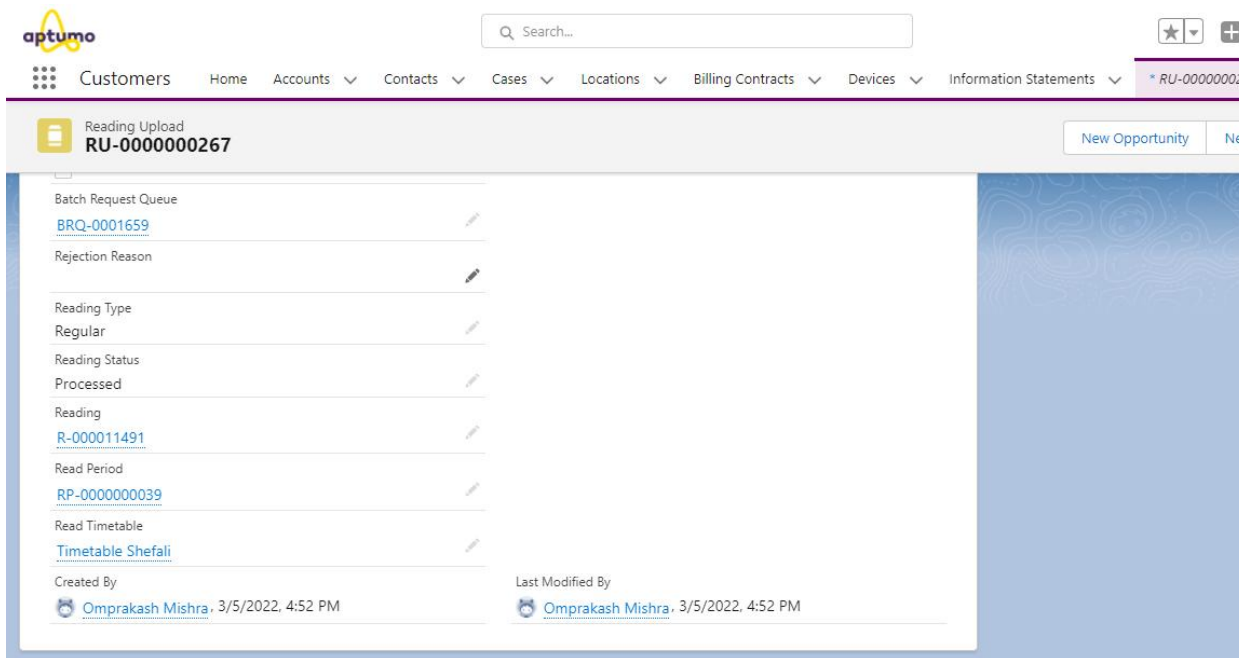 aptumo
Search...
Customers Home Accounts Contacts Cases Locations Billing Contracts Devices Information Statements * RU-00000002
Reading Upload
RU-0000000267
New Opportunity Ne
Batch Request Queue
BRQ-0001659
Rejection Reason
Reading Type
Regular
Reading Status
Processed
Reading
R-000011491
Read Period
RP-0000000039
Read Timetable
Timetable Shefali
Created By Last Modified By
Omprakash Mishra, 3/5/2022, 4:52 PM Omprakash Mishra, 3/5/2022, 4:52 PM